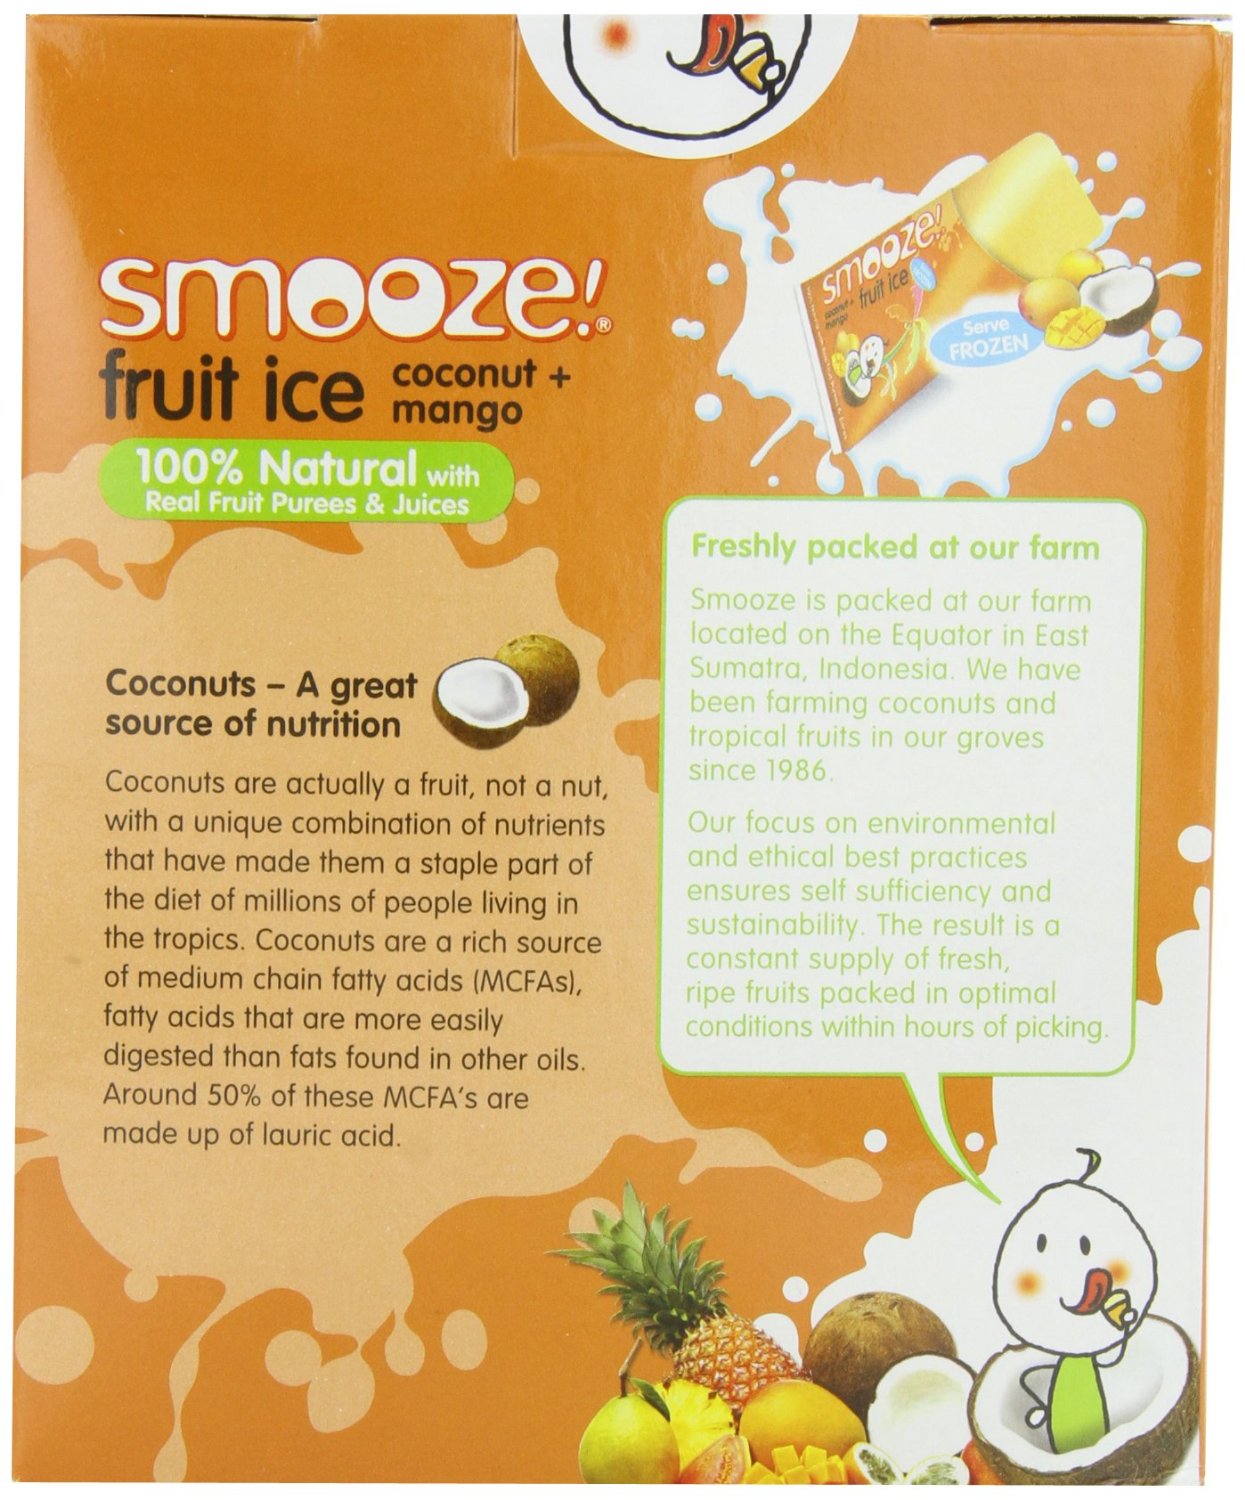 smooze!®
fruit ice
coconut +
mango
100% Natural with
Real Fruit Purees & Juices
smooze!
coconut +
mango
fruit ice
Serve
FROZEN
Freshly packed at our farm
Smooze is packed at our farm
located on the Equator in East
Sumatra, Indonesia. We have
been farming coconuts and
tropical fruits in our groves
since 1986.
Our focus on environmental
and ethical best practices
ensures self sufficiency and
sustainability. The result is a
constant supply of fresh,
ripe fruits packed in optimal
conditions within hours of picking.
Coconuts – A great
source of nutrition
Coconuts are actually a fruit, not a nut,
with a unique combination of nutrients
that have made them a staple part of
the diet of millions of people living in
the tropics. Coconuts are a rich source
of medium chain fatty acids (MCFAs),
fatty acids that are more easily
digested than fats found in other oils.
Around 50% of these MCFA's are
made up of lauric acid.